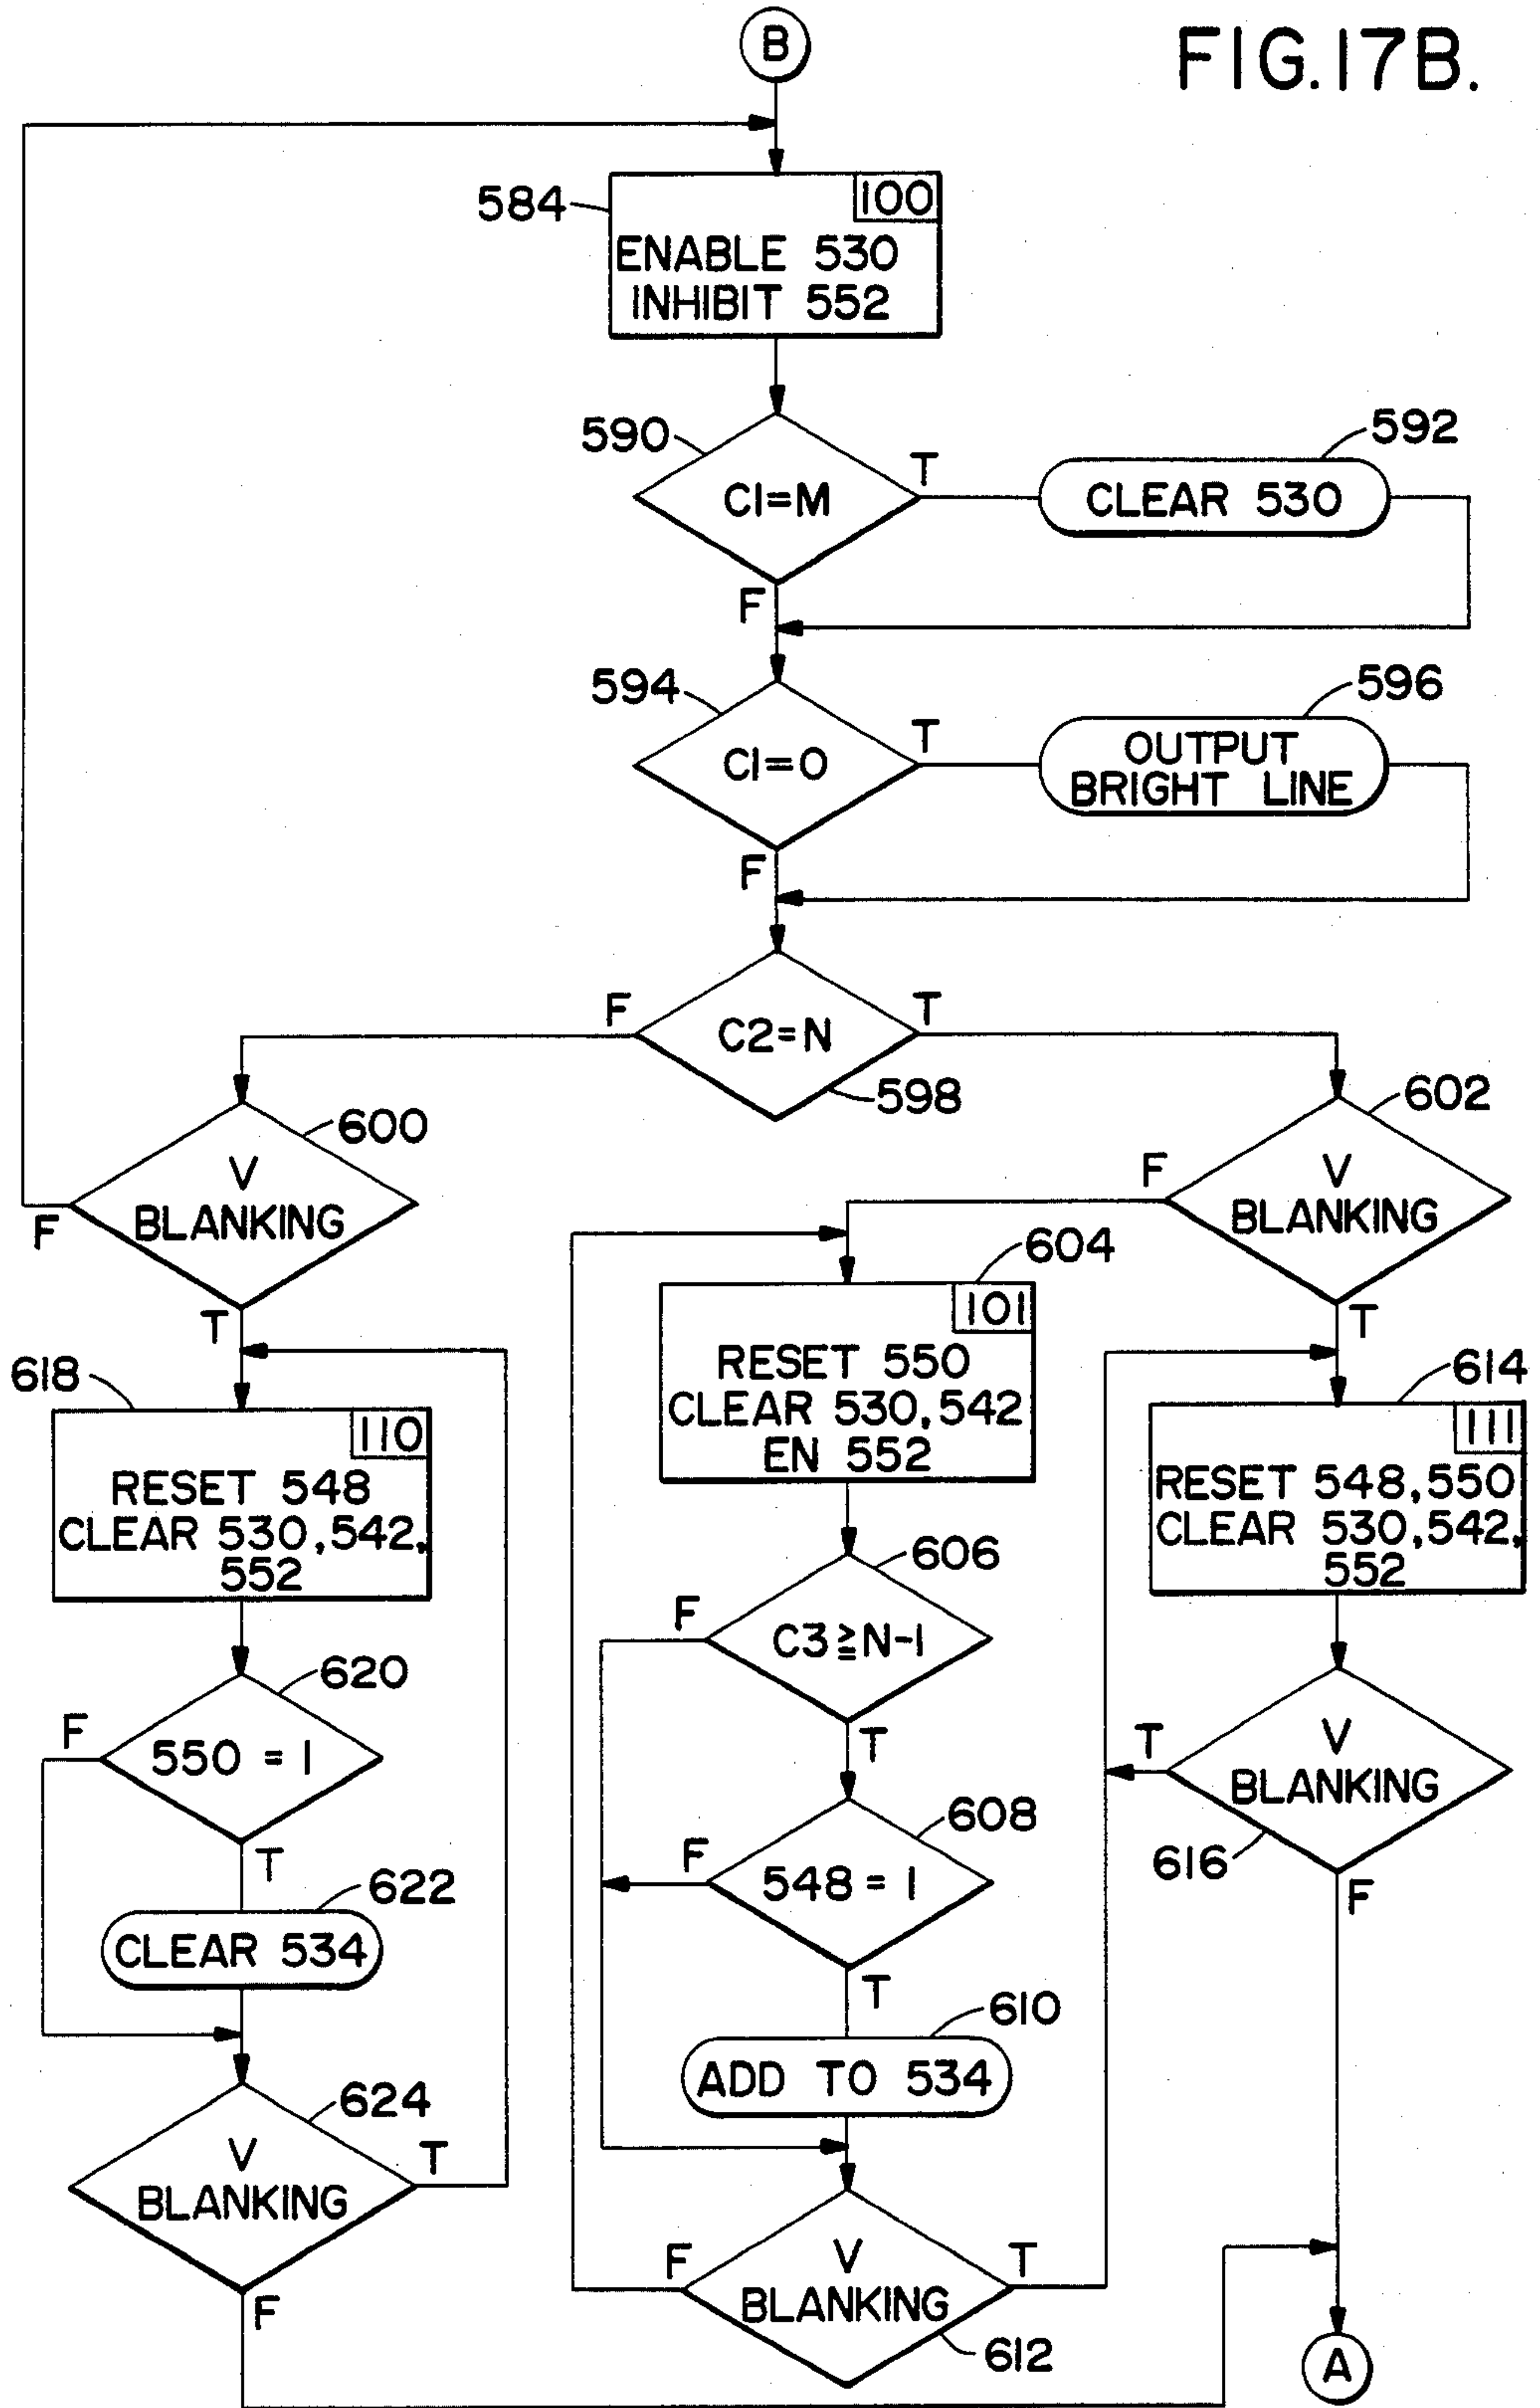 B
FIG.17B.
584
100
ENABLE 530
INHIBIT 552
590
C1=M
T
F
592
CLEAR 530
594
C1=0
T
F
596
OUTPUT
BRIGHT LINE
F
C2=N
T
598
600
V
BLANKING
F
T
602
V
BLANKING
F
T
604
101
RESET 550
CLEAR 530,542
EN 552
618
110
RESET 548
CLEAR 530,542,
552
614
111
RESET 548,550
CLEAR 530,542,
552
606
F
C3≧N-1
T
620
F
550 = 1
T
T
V
BLANKING
616
F
608
F
548 = 1
T
622
CLEAR 534
610
ADD TO 534
624
V
BLANKING
T
F
F
V
BLANKING
T
612
A